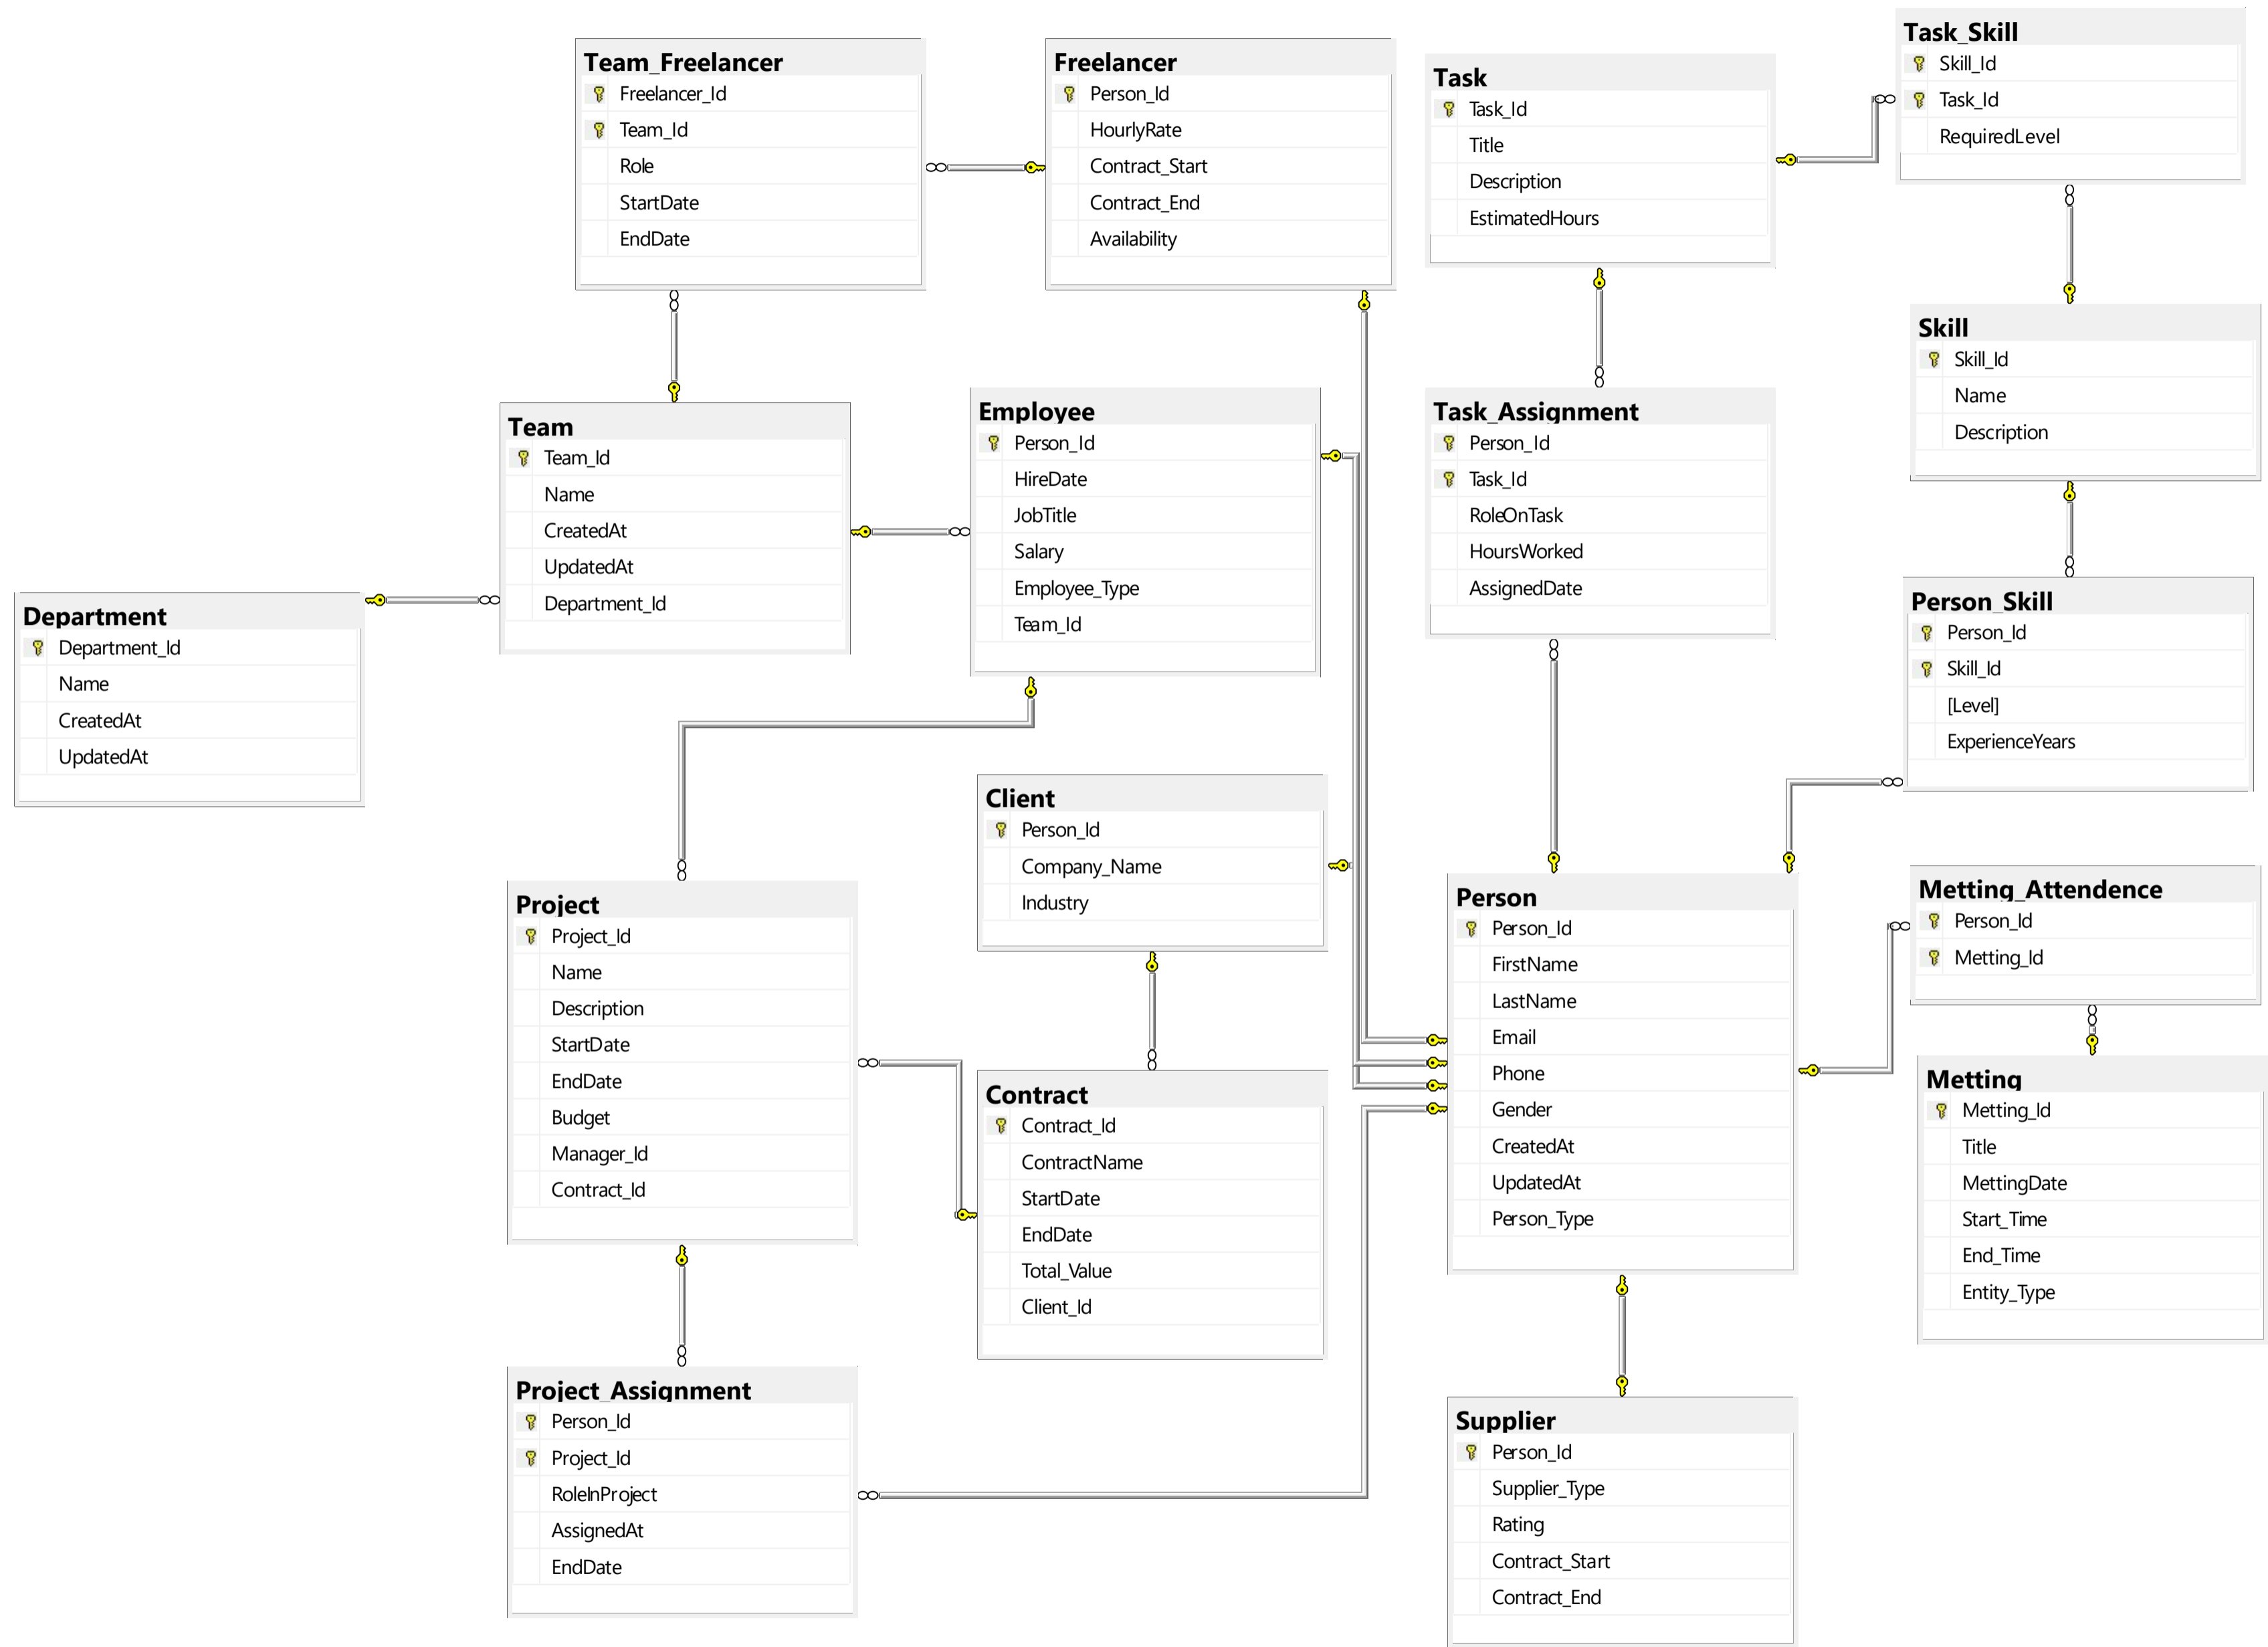 Team_Freelancer
Freelancer_Id
Team_Id
Role
StartDate
EndDate
Freelancer
Person_Id
HourlyRate
Contract_Start
Contract_End
Availability
Task
Task_Id
Title
Description
EstimatedHours
Task_Skill
Skill_Id
Task_Id
RequiredLevel
Team
Team_Id
Name
CreatedAt
UpdatedAt
Department_Id
Employee
Person_Id
HireDate
JobTitle
Salary
Employee_Type
Team_Id
Task_Assignment
Person_Id
Task_Id
RoleOnTask
HoursWorked
AssignedDate
Skill
Skill_Id
Name
Description
Department
Department_Id
Name
CreatedAt
UpdatedAt
Person_Skill
Person_Id
Skill_Id
[Level]
ExperienceYears
Project
Project_Id
Name
Description
StartDate
EndDate
Budget
Manager_Id
Contract_Id
Client
Person_Id
Company_Name
Industry
Contract
Contract_Id
ContractName
StartDate
EndDate
Total_Value
Client_Id
Person
Person_Id
FirstName
LastName
Email
Phone
Gender
CreatedAt
UpdatedAt
Person_Type
Metting_Attendence
Person_Id
Metting_Id
Metting
Metting_Id
Title
MettingDate
Start_Time
End_Time
Entity_Type
Project_Assignment
Person_Id
Project_Id
RoleInProject
AssignedAt
EndDate
Supplier
Person_Id
Supplier_Type
Rating
Contract_Start
Contract_End